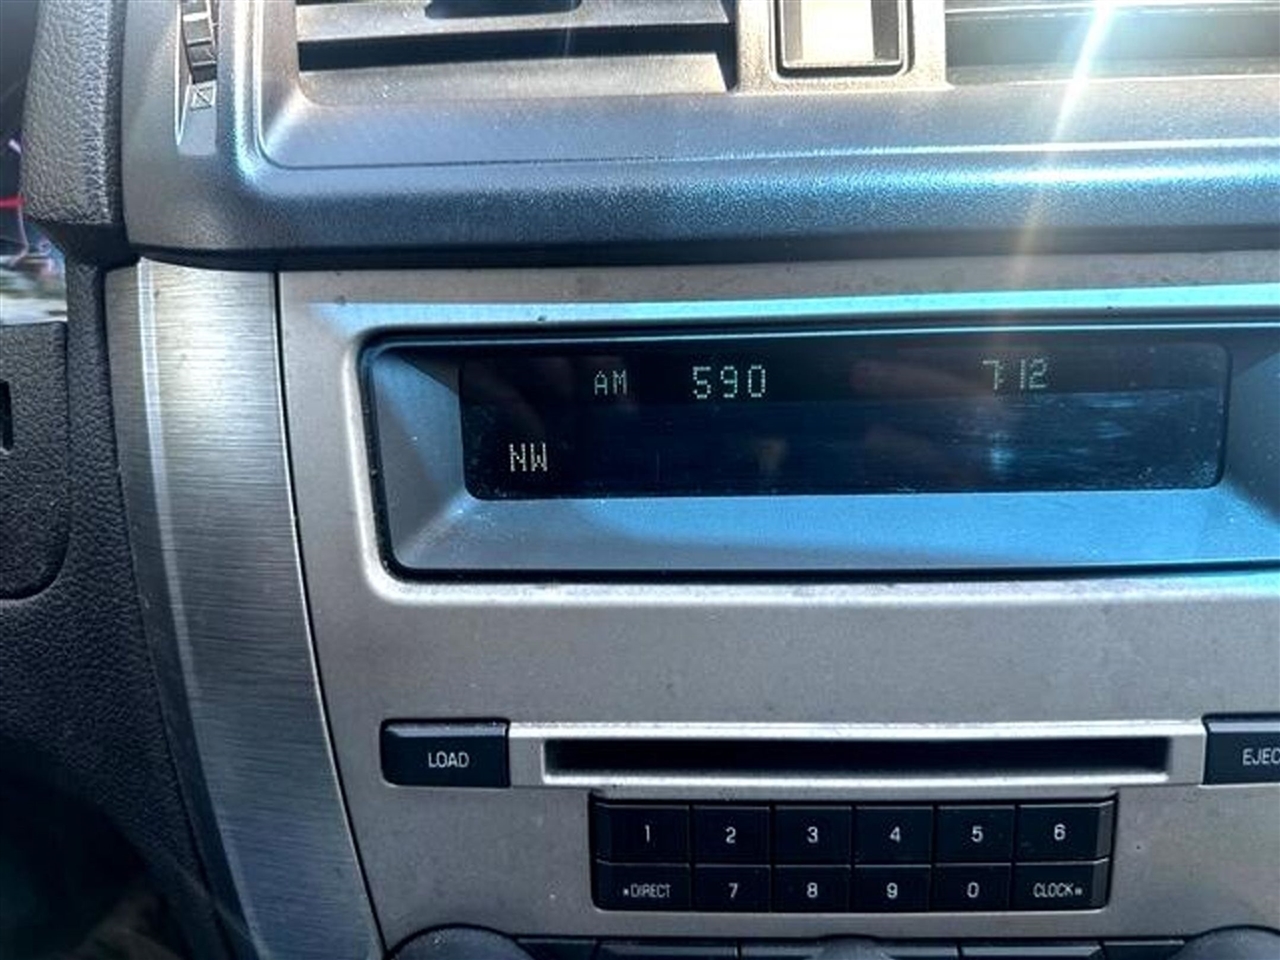 AM 590 7:12
NW
LOAD
EJEC
1 2 3 4 5 6
*DIRECT 7 8 9 0 CLOCK*